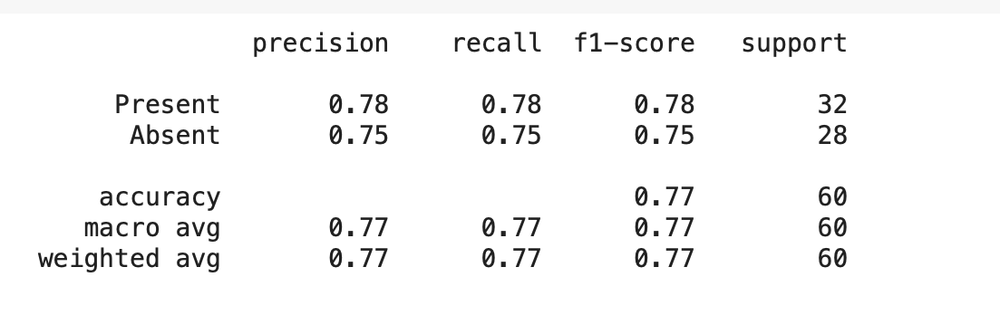 precision recall f1-score support
Present 0.78 0.78 0.78 32
Absent 0.75 0.75 0.75 28
accuracy 0.77 60
macro avg 0.77 0.77 0.77 60
weighted avg 0.77 0.77 0.77 60